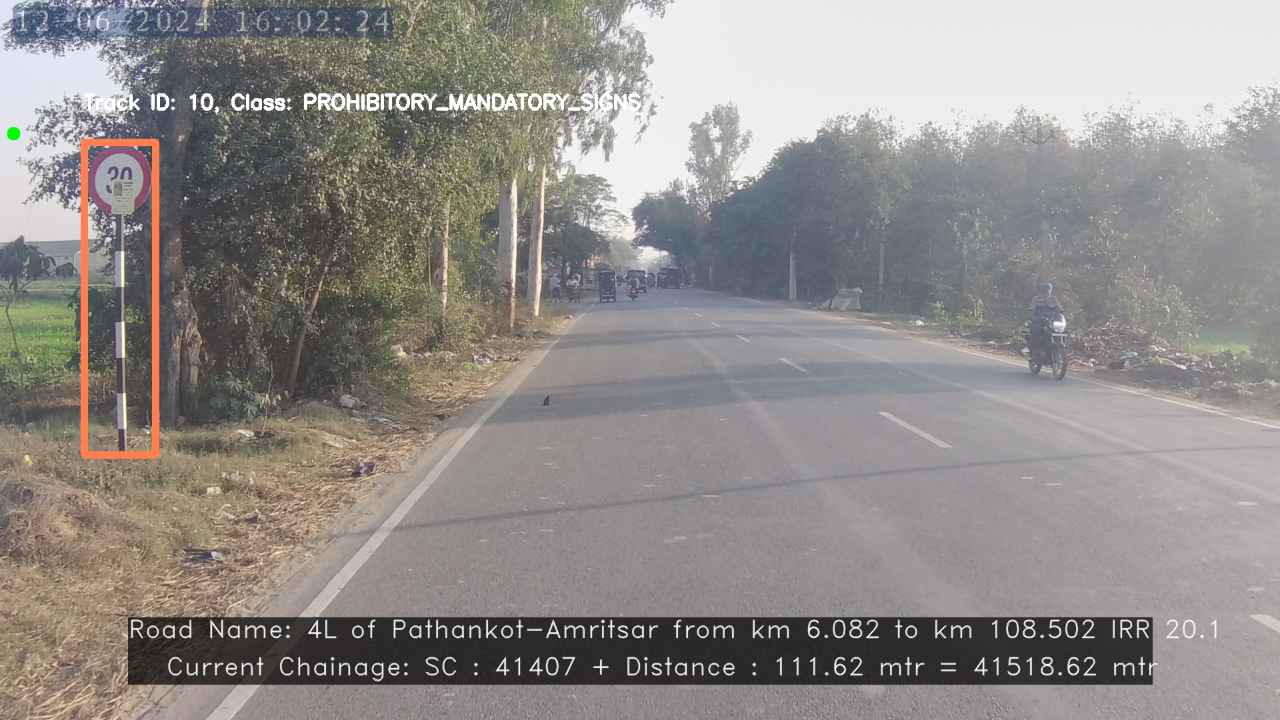 12-06-2024 16:02:24
Track ID: 10, Class: PROHIBITORY_MANDATORY_SIGNS
30
Road Name: 4L of Pathankot-Amritsar from km 6.082 to km 108.502 IRR 20.1
Current Chainage: SC : 41407 + Distance : 111.62 mtr = 41518.62 mtr